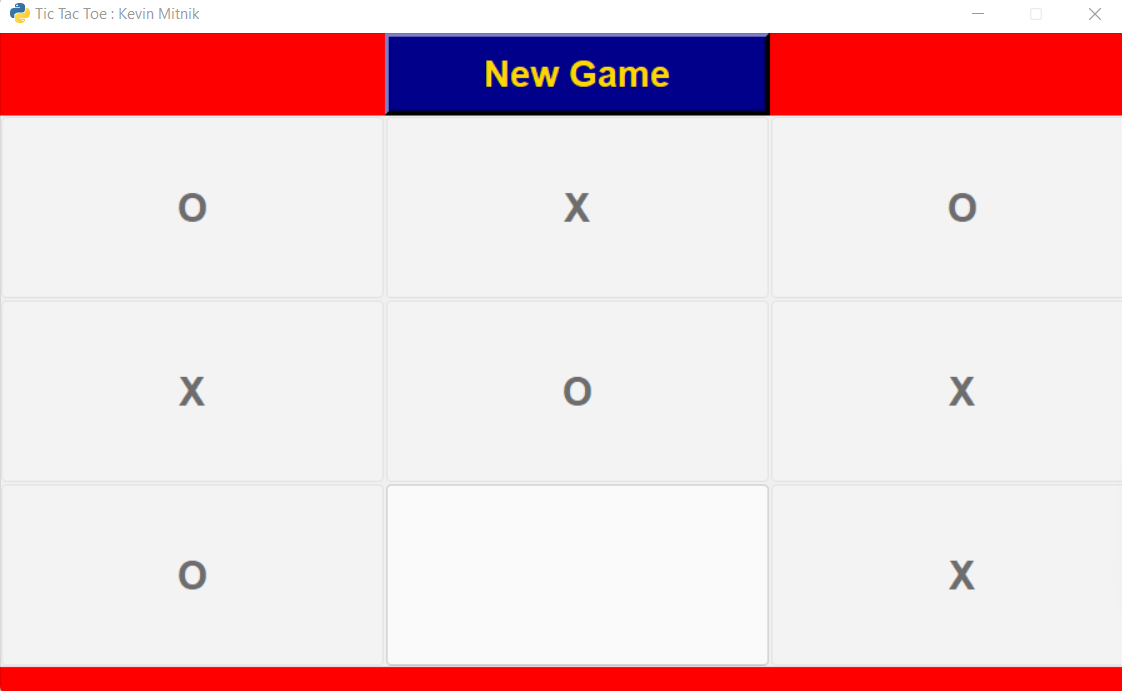 Tic Tac Toe : Kevin Mitnik
New Game
O X O
X O X
O X